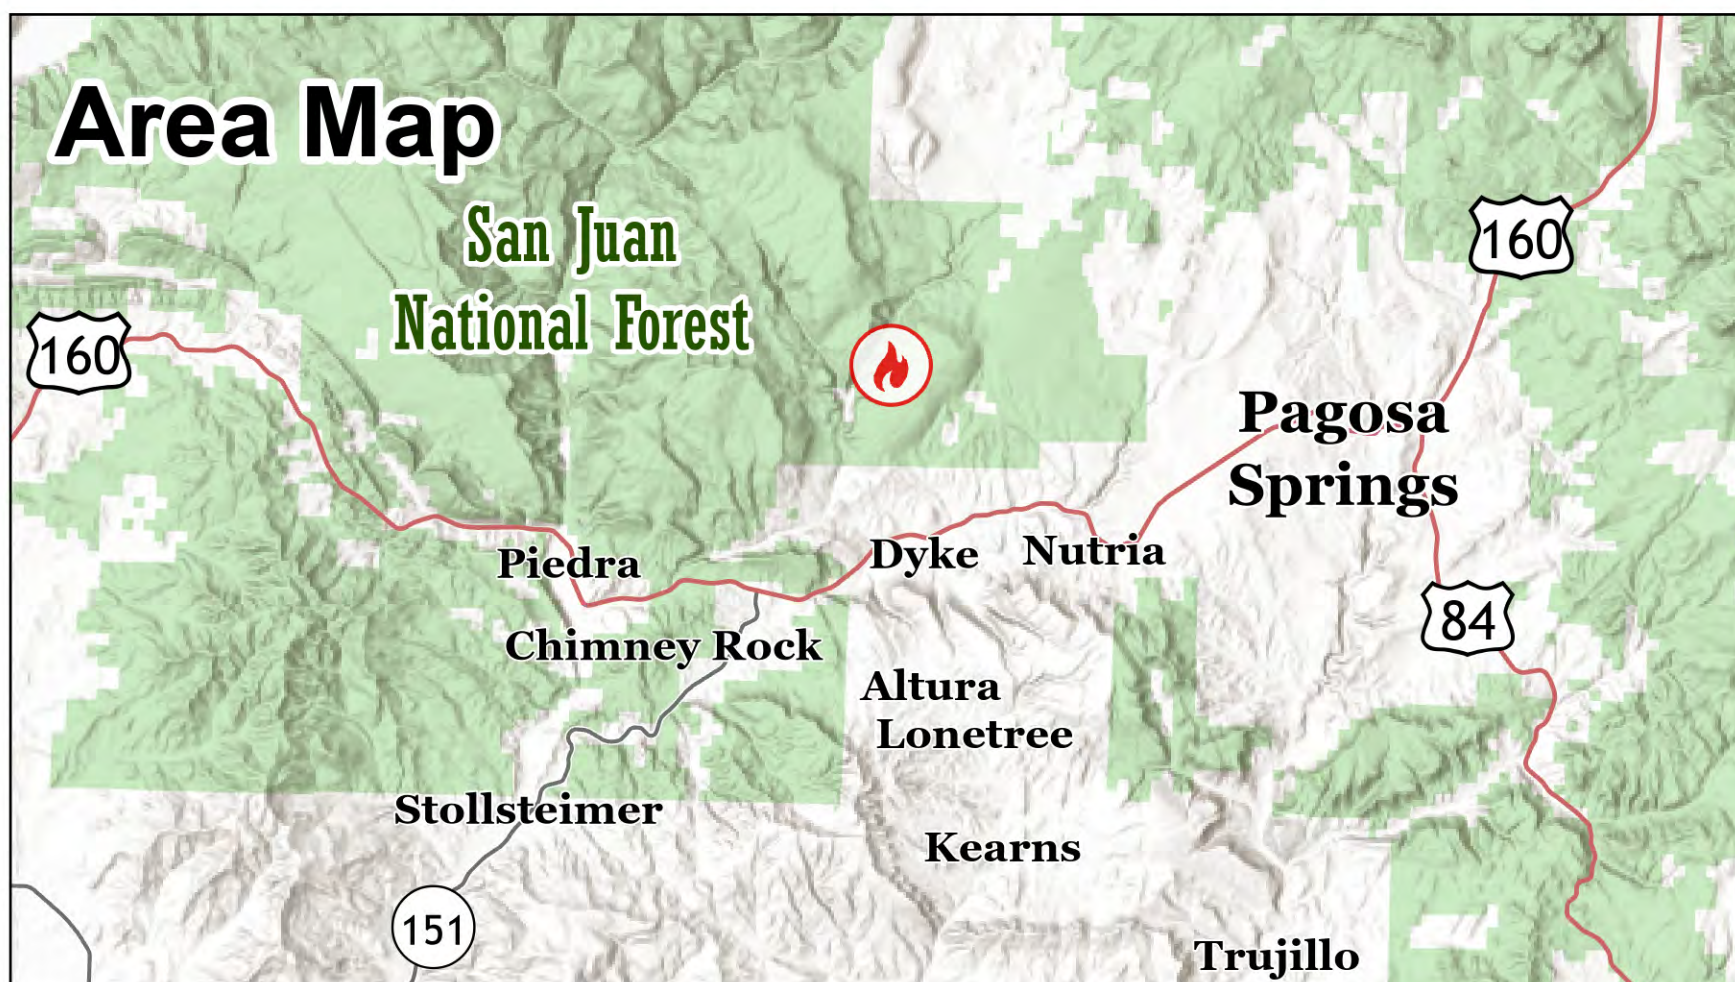 Area Map
San Juan
National Forest
160
160
Pagosa
Springs
Piedra
Dyke
Nutria
84
Chimney Rock
Altura
Lonetree
Stollsteimer
Kearns
151
Trujillo